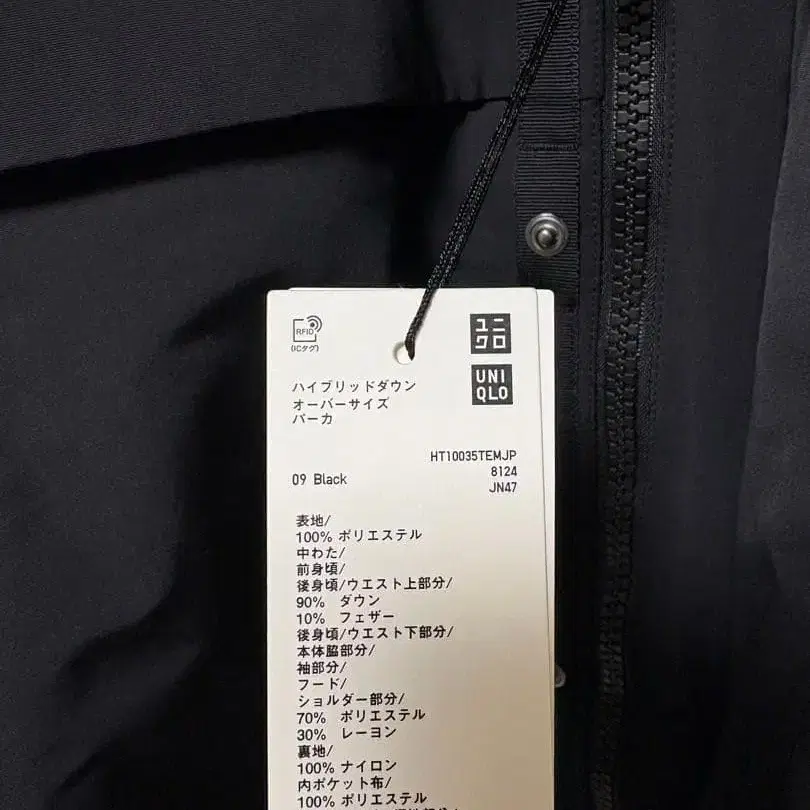 RFID
(ICタグ)
ユニ
クロ
UNI
QLO
ハイブリッドダウン
オーバーサイズ
パーカ
HT10035TEMJP
8124
JN47
09 Black
表地/
100% ポリエステル
中わた/
前身頃/
後身頃/ウエスト上部分/
90% ダウン
10% フェザー
後身頃/ウエスト下部分/
本体脇部分/
袖部分/
フード/
ショルダー部分/
70% ポリエステル
30% レーヨン
裏地/
100% ナイロン
内ポケット布/
100% ポリエステル